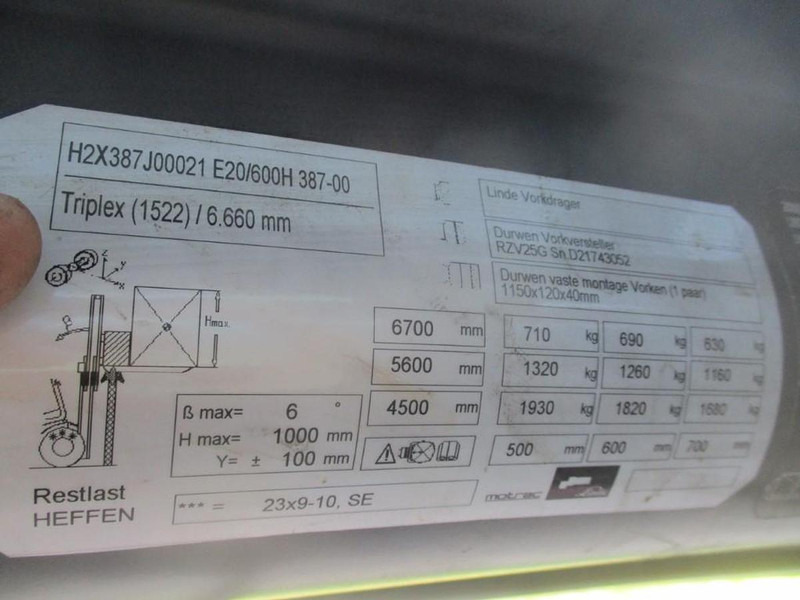 H2X387J00021 E20/600H 387-00
Triplex (1522) / 6.660 mm
Linde Vorkdrager
Durwen Vorkversteller
RZV25G Sn.D21743052
Durwen vaste montage Vorken (1 paar)
1150x120x40mm
Z
Y
X
ß
Hmax.
6700 mm 710 kg 690 kg 630 kg
5600 mm 1320 kg 1260 kg 1160 kg
4500 mm 1930 kg 1820 kg 1680 kg
500 mm 600 mm 700 mm
ß max= 6 °
H max= 1000 mm
Y= ± 100 mm
Restlast
HEFFEN
*** = 23x9-10, SE
motrac